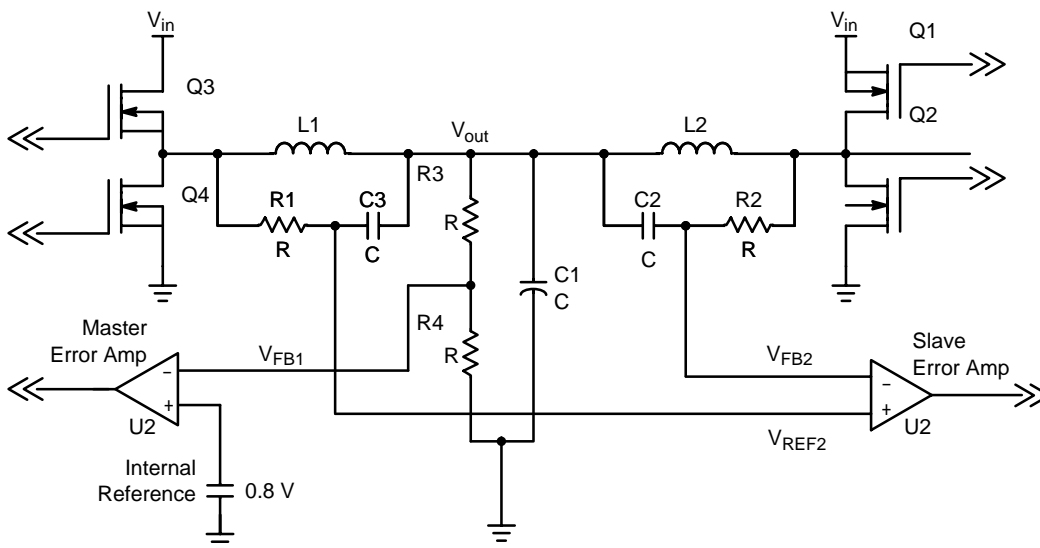 Vin
Vin
Q1
Q3
Q2
L1
Vout
L2
R3
Q4
R1
C3
C2
R2
R
R
C
C
R
C1
C
Master
Error Amp
R4
R
VFB1
VFB2
Slave
Error Amp
−
+
−
+
U2
U2
VREF2
Internal
Reference
0.8 V